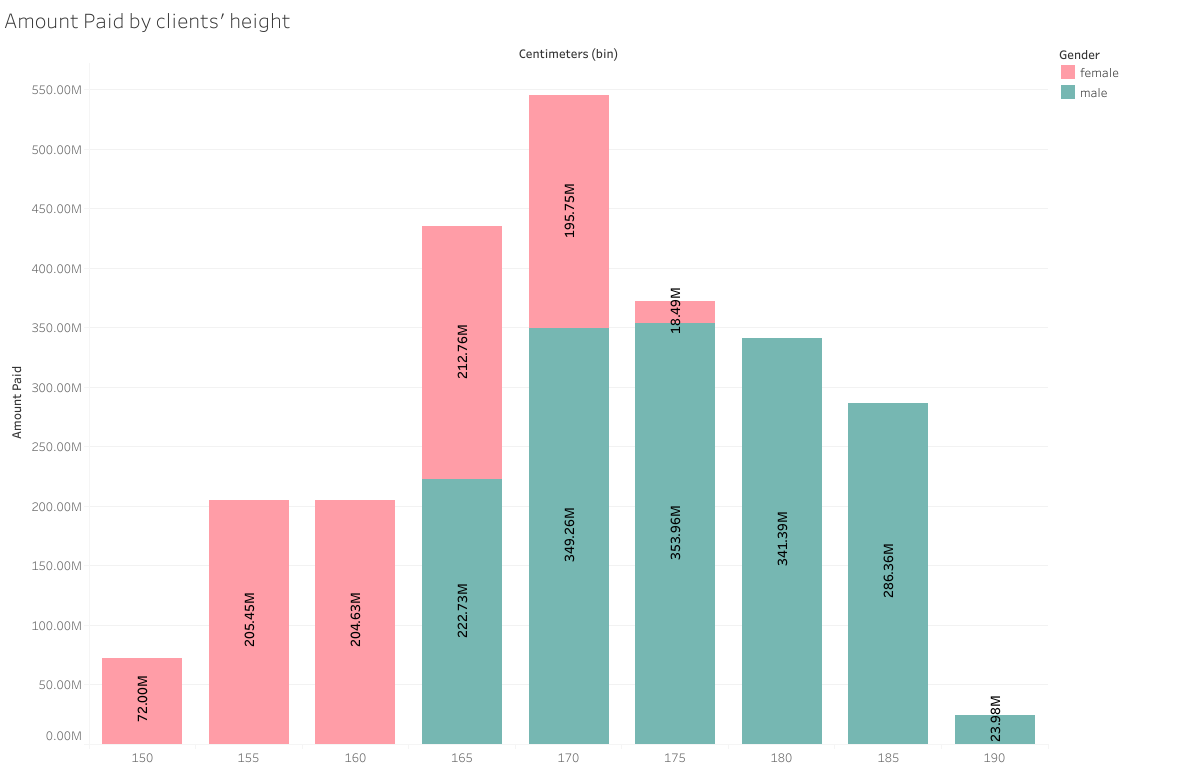 Amount Paid by clients’ height
Centimeters (bin)
Gender
female
male
Amount Paid
550.00M
500.00M
450.00M
400.00M
350.00M
300.00M
250.00M
200.00M
150.00M
100.00M
50.00M
0.00M
72.00M
205.45M
204.63M
212.76M
222.73M
195.75M
349.26M
18.49M
353.96M
341.39M
286.36M
23.98M
150 155 160 165 170 175 180 185 190